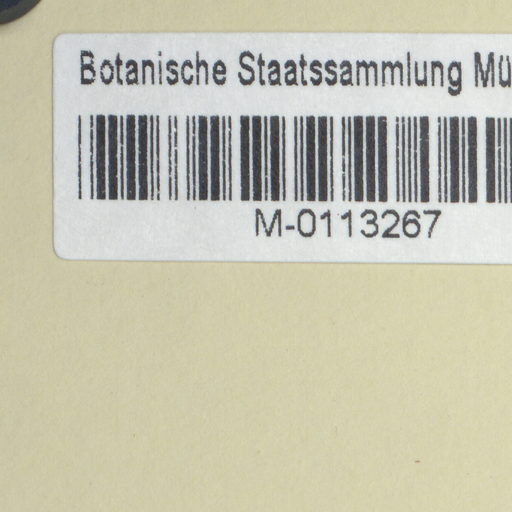 Botanische Staatssammlung Mü
M-0113267